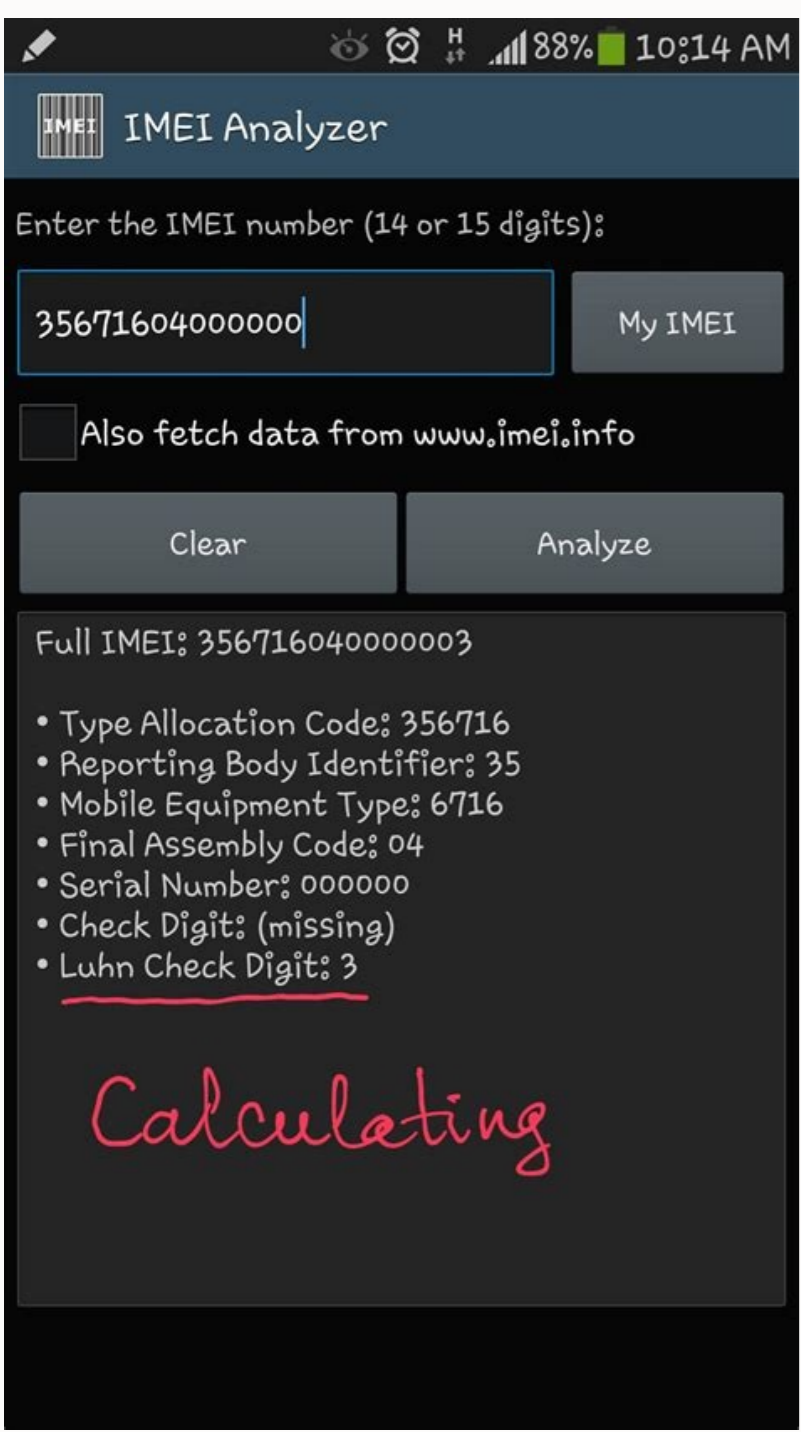 H 88% 10:14 AM
IMEI IMEI Analyzer
Enter the IMEI number (14 or 15 digits):
35671604000000 My IMEI
Also fetch data from www.imei.info
Clear Analyze
Full IMEI: 356716040000003
• Type Allocation Code: 356716
• Reporting Body Identifier: 35
• Mobile Equipment Type: 6716
• Final Assembly Code: 04
• Serial Number: 000000
• Check Digit: (missing)
• Luhn Check Digit: 3
Calculating